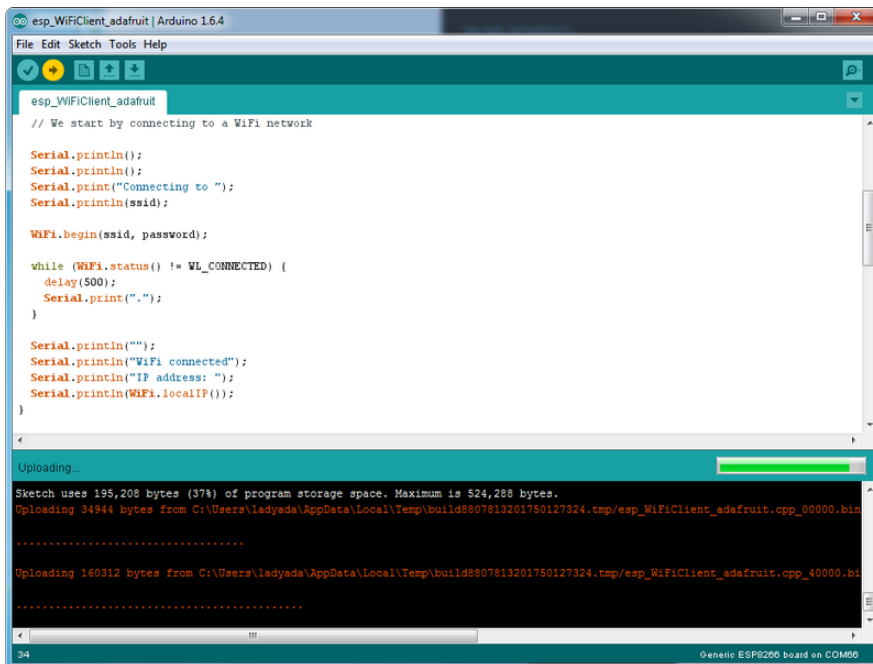 esp_WiFiClient_adafruit | Arduino 1.6.4
File Edit Sketch Tools Help
esp_WiFiClient_adafruit
// We start by connecting to a WiFi network
Serial.println();
Serial.println();
Serial.print("Connecting to ");
Serial.println(ssid);
WiFi.begin(ssid, password);
while (WiFi.status() != WL_CONNECTED) {
delay(500);
Serial.print(".");
}
Serial.println("");
Serial.println("WiFi connected");
Serial.println("IP address: ");
Serial.println(WiFi.localIP());
}
Uploading...
Sketch uses 195,208 bytes (37%) of program storage space. Maximum is 524,288 bytes.
Uploading 34944 bytes from C:\Users\ladyada\AppData\Local\Temp\build8807813201750127324.tmp/esp_WiFiClient_adafruit.cpp_00000.bin
...................................
Uploading 160312 bytes from C:\Users\ladyada\AppData\Local\Temp\build8807813201750127324.tmp/esp_WiFiClient_adafruit.cpp_40000.bi
............................................
34
Generic ESP8266 board on COM66